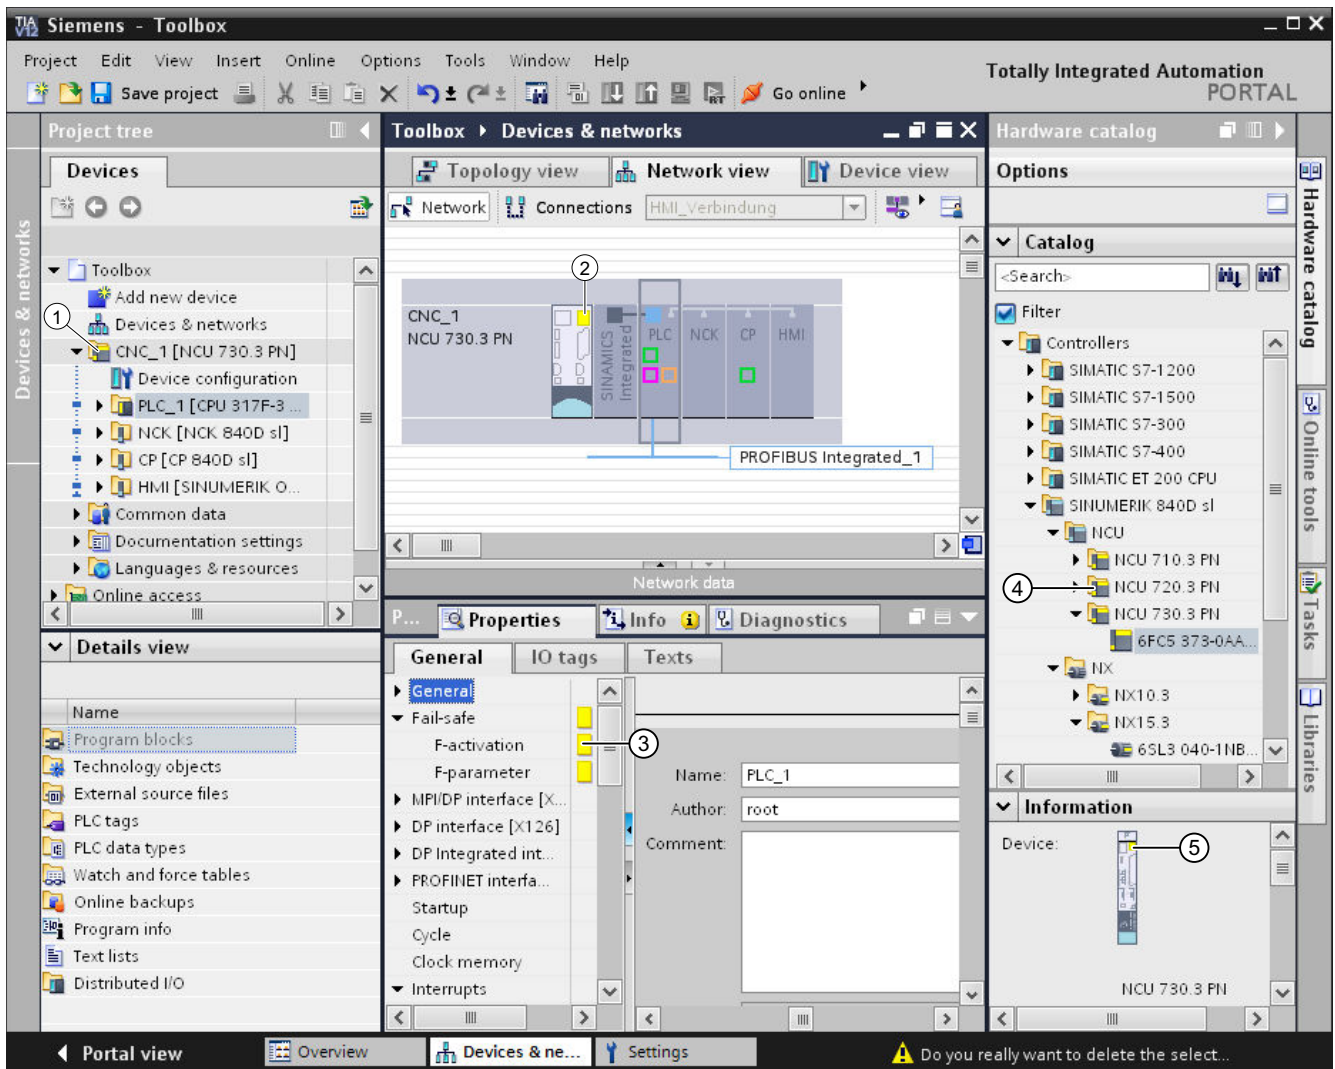 TIA V12 Siemens - Toolbox
Project Edit View Insert Online Options Tools Window Help
Totally Integrated Automation
PORTAL
Save project
Go online
Project tree
Devices
Devices & networks
Toolbox
Add new device
1
Devices & networks
CNC_1 [NCU 730.3 PN]
Device configuration
PLC_1 [CPU 317F-3 ...
NCK [NCK 840D sl]
CP [CP 840D sl]
HMI [SINUMERIK O...
Common data
Documentation settings
Languages & resources
Online access
Details view
Name
Program blocks
Technology objects
External source files
PLC tags
PLC data types
Watch and force tables
Online backups
Program info
Text lists
Distributed I/O
Toolbox Devices & networks
Topology view Network view Device view
Network Connections HMI_Verbindung
2
CNC_1
NCU 730.3 PN
SINAMICS Integrated
PLC NCK CP HMI
PROFIBUS Integrated_1
Network data
P... Properties Info Diagnostics
General IO tags Texts
General
Fail-safe
F-activation
3
F-parameter
MPI/DP interface [X...
DP interface [X126]
DP Integrated int...
PROFINET interfa...
Startup
Cycle
Clock memory
Interrupts
Name: PLC_1
Author: root
Comment:
Hardware catalog
Options
Catalog
<Search>
Filter
Controllers
SIMATIC S7-1200
SIMATIC S7-1500
SIMATIC S7-300
SIMATIC S7-400
SIMATIC ET 200 CPU
SINUMERIK 840D sl
NCU
NCU 710.3 PN
4
NCU 720.3 PN
NCU 730.3 PN
6FC5 373-0AA...
NX
NX10.3
NX15.3
6SL3 040-1NB...
Information
Device:
5
NCU 730.3 PN
Hardware catalog
Online tools
Tasks
Libraries
Portal view Overview Devices & ne... Settings Do you really want to delete the select...